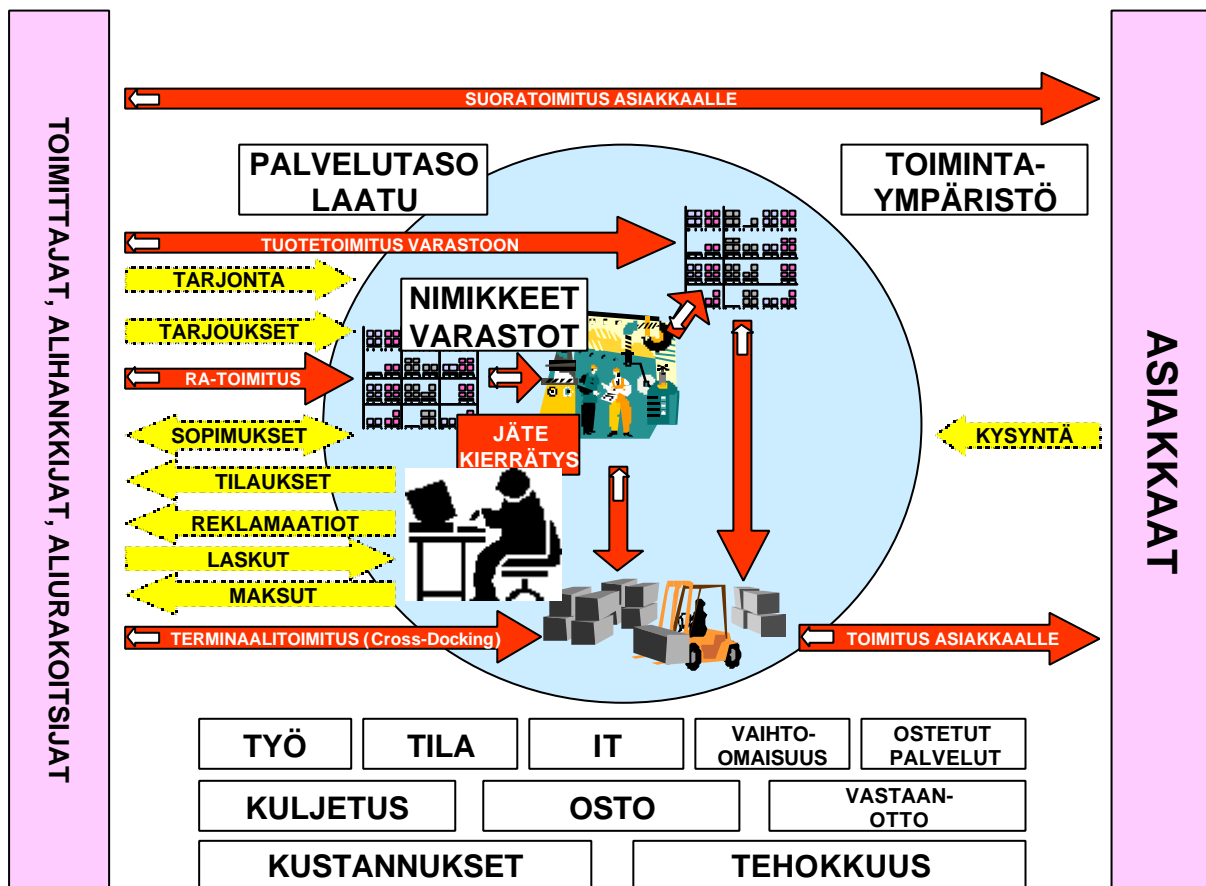 TOIMITTAJAT, ALIHANKKIJAT, ALIURAKOITSIJAT
SUORATOIMITUS ASIAKKAALLE
PALVELUTASO
LAATU
TOIMINTA-
YMPÄRISTÖ
TUOTETOIMITUS VARASTOON
TARJONTA
NIMIKKEET
VARASTOT
TARJOUKSET
RA-TOIMITUS
JÄTE
KIERRÄTYS
SOPIMUKSET
KYSYNTÄ
TILAUKSET
REKLAMAATIOT
LASKUT
MAKSUT
TERMINAALITOIMITUS (Cross-Docking)
TOIMITUS ASIAKKAALLE
ASIAKKAAT
TYÖ
TILA
IT
VAIHTO-
OMAISUUS
OSTETUT
PALVELUT
KULJETUS
OSTO
VASTAAN-
OTTO
KUSTANNUKSET
TEHOKKUUS